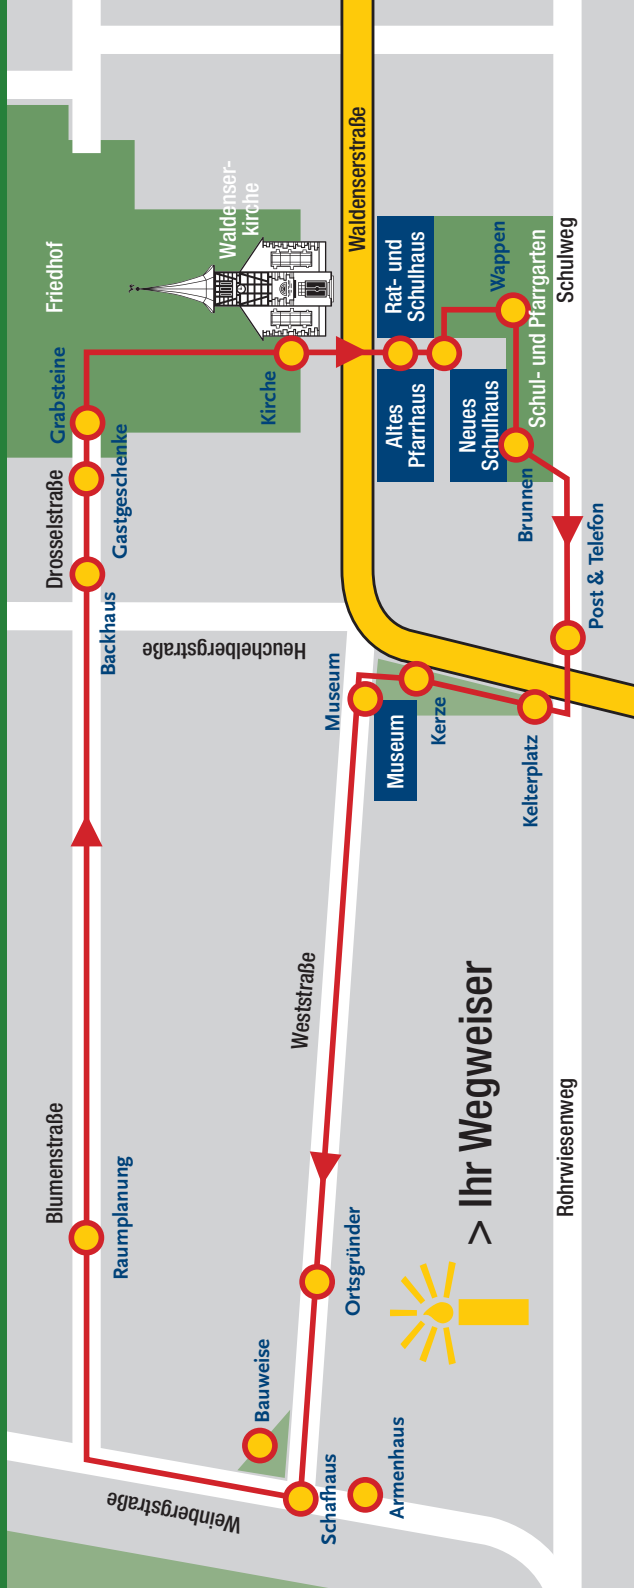 Blumenstraße
Drosselstraße
Friedhof
Raumplanung
Backhaus
Gastgeschenke
Grabsteine
Weinbergstraße
Heuchelbergstraße
Waldenser-
kirche
Bauweise
Kirche
Weststraße
Schafhaus
Ortsgründer
Museum
Waldenserstraße
Armenhaus
Museum
Altes
Pfarrhaus
Rat- und
Schulhaus
Kerze
> Ihr Wegweiser
Neues
Schulhaus
Wappen
Kelterplatz
Brunnen
Schul- und Pfarrgarten
Rohrwiesenweg
Schulweg
Post & Telefon